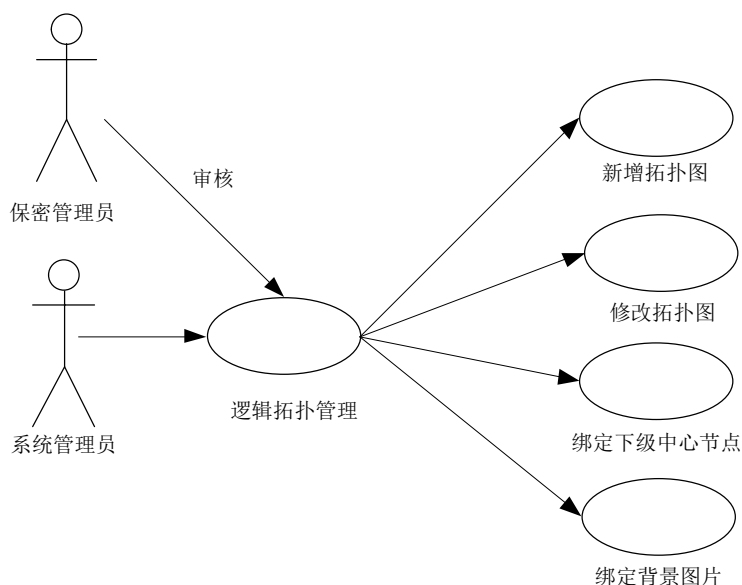 保密管理员
审核
系统管理员
逻辑拓扑管理
新增拓扑图
修改拓扑图
绑定下级中心节点
绑定背景图片